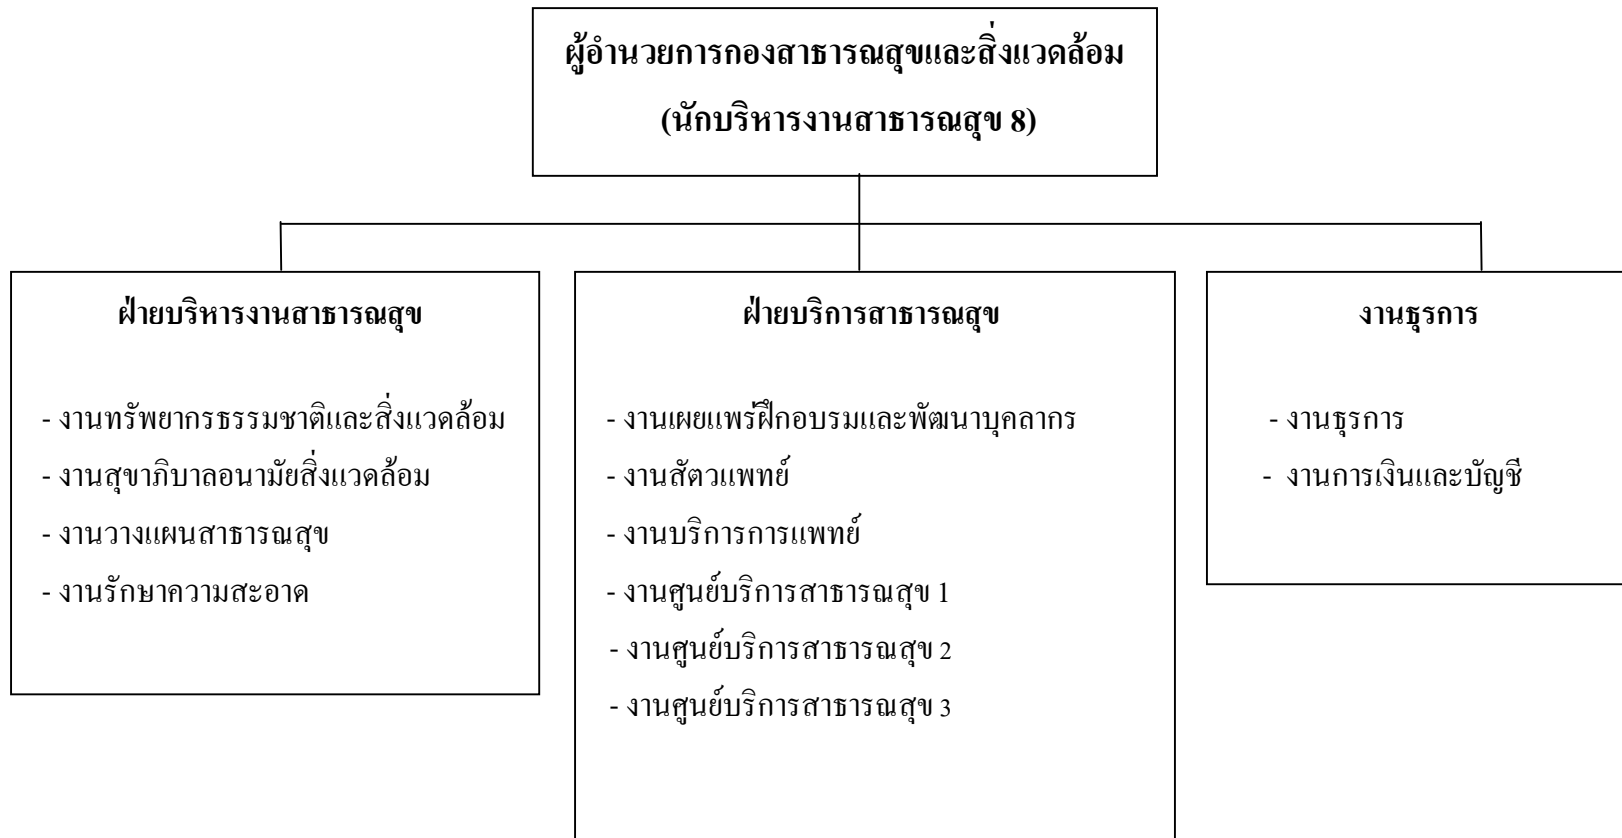 ผู้อำนวยการกองสาธารณสุขและสิ่งแวดล้อม
(นักบริหารงานสาธารณสุข 8)
ฝ่ายบริหารงานสาธารณสุข
- งานทรัพยากรธรรมชาติและสิ่งแวดล้อม
- งานสุขาภิบาลอนามัยสิ่งแวดล้อม
- งานวางแผนสาธารณสุข
- งานรักษาความสะอาด
ฝ่ายบริการสาธารณสุข
- งานเผยแพร่ฝึกอบรมและพัฒนาบุคลากร
- งานสัตวแพทย์
- งานบริการการแพทย์
- งานศูนย์บริการสาธารณสุข 1
- งานศูนย์บริการสาธารณสุข 2
- งานศูนย์บริการสาธารณสุข 3
งานธุรการ
- งานธุรการ
- งานการเงินและบัญชี